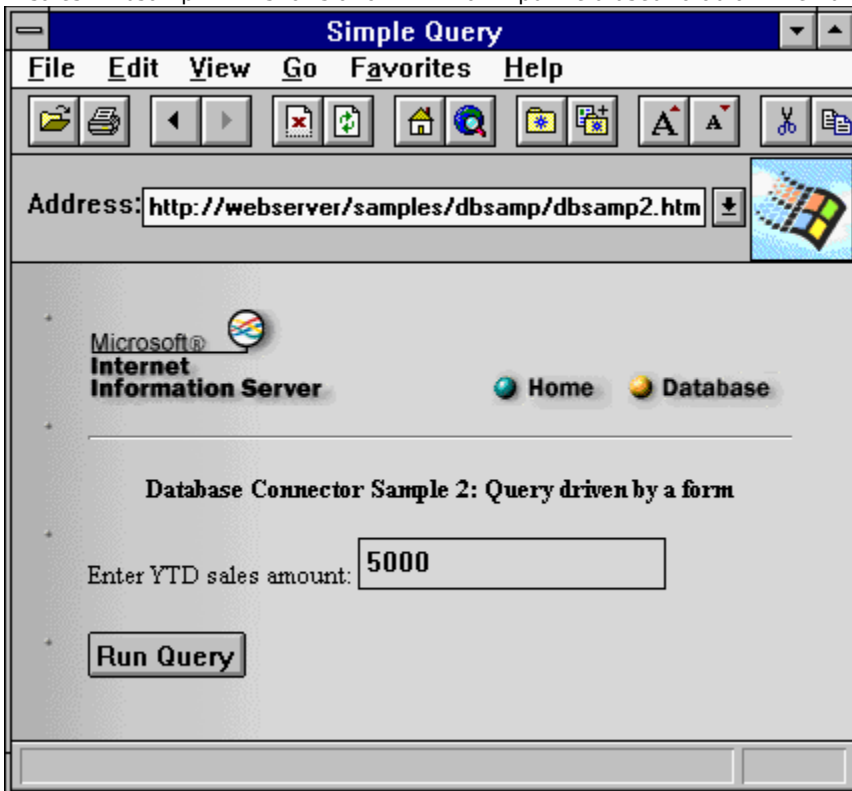 Simple Query
File Edit View Go Favorites Help
A A
Address: http://webserver/samples/dbsamp/dbsamp2.htm
Microsoft®
Internet
Information Server
Home Database
Database Connector Sample 2: Query driven by a form
Enter YTD sales amount: 5000
Run Query